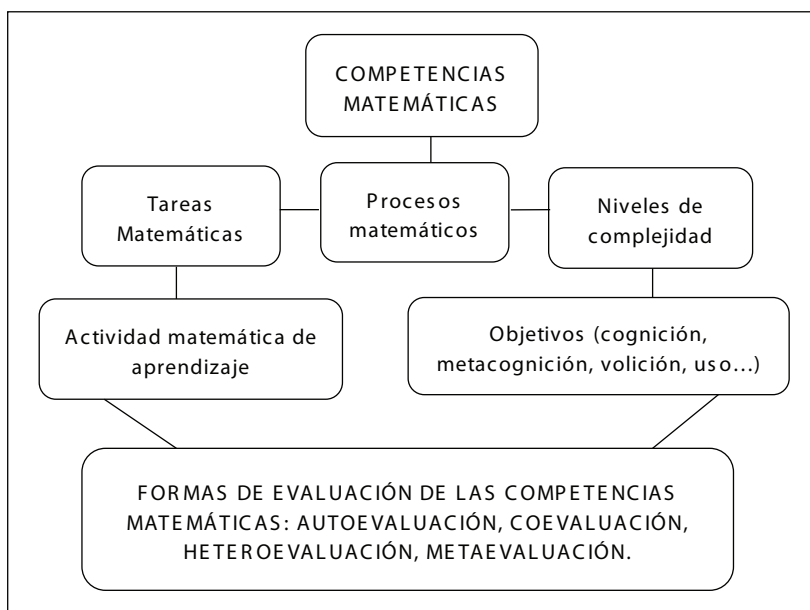 COMPETENCIAS
MATEMÁTICAS
Tareas
Matemáticas
Procesos
matemáticos
Niveles de
complejidad
Actividad matemática de
aprendizaje
Objetivos (cognición,
metacognición, volición, uso...)
FORMAS DE EVALUACIÓN DE LAS COMPETENCIAS
MATEMÁTICAS: AUTOEVALUACIÓN, COEVALUACIÓN,
HETEROEVALUACIÓN, METAEVALUACIÓN.